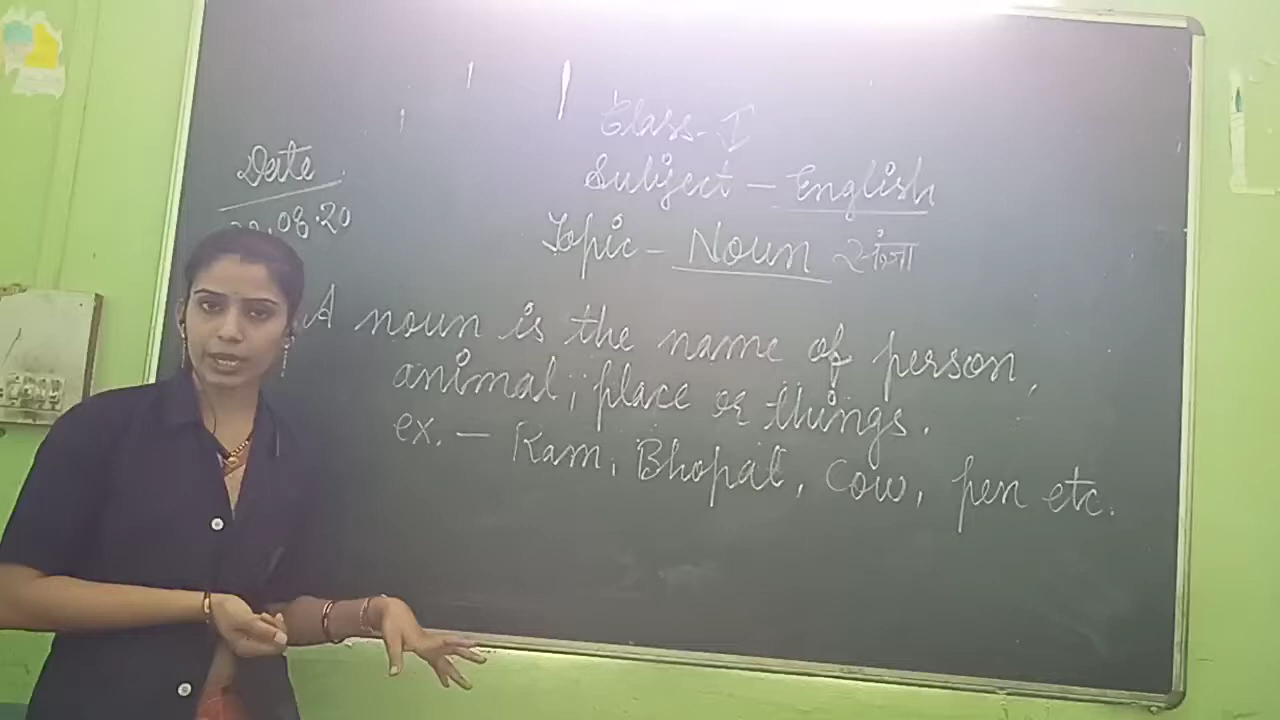 Class-I
Date
Subject - English
.08.20
Topic - Noun संज्ञा
A noun is the name of person,
animal, place or things.
ex. - Ram, Bhopal, Cow, pen etc.